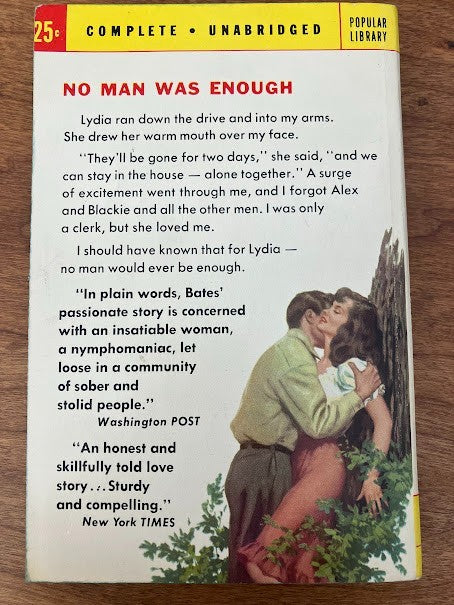 25¢ COMPLETE • UNABRIDGED POPULAR
LIBRARY
NO MAN WAS ENOUGH
Lydia ran down the drive and into my arms.
She drew her warm mouth over my face.
"They'll be gone for two days," she said, "and we
can stay in the house — alone together." A surge
of excitement went through me, and I forgot Alex
and Blackie and all the other men. I was only
a clerk, but she loved me.
I should have known that for Lydia —
no man would ever be enough.
"In plain words, Bates'
passionate story is concerned
with an insatiable woman,
a nymphomaniac, let
loose in a community
of sober and
stolid people."
Washington POST
"An honest and
skillfully told love
story... Sturdy
and compelling."
New York TIMES